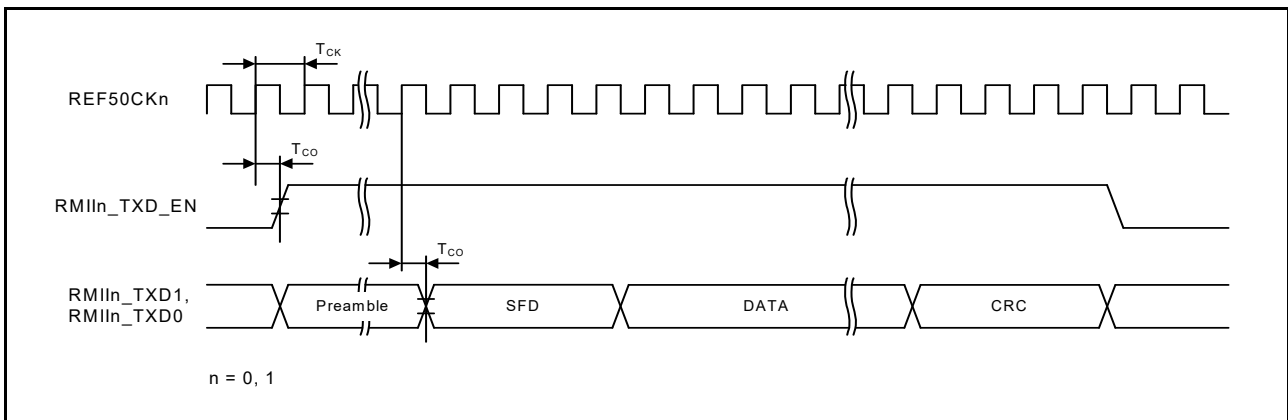 TCK
REF50CKn
TCO
RMIIn_TXD_EN
TCO
RMIIn_TXD1,
RMIIn_TXD0
Preamble
SFD
DATA
CRC
n = 0, 1